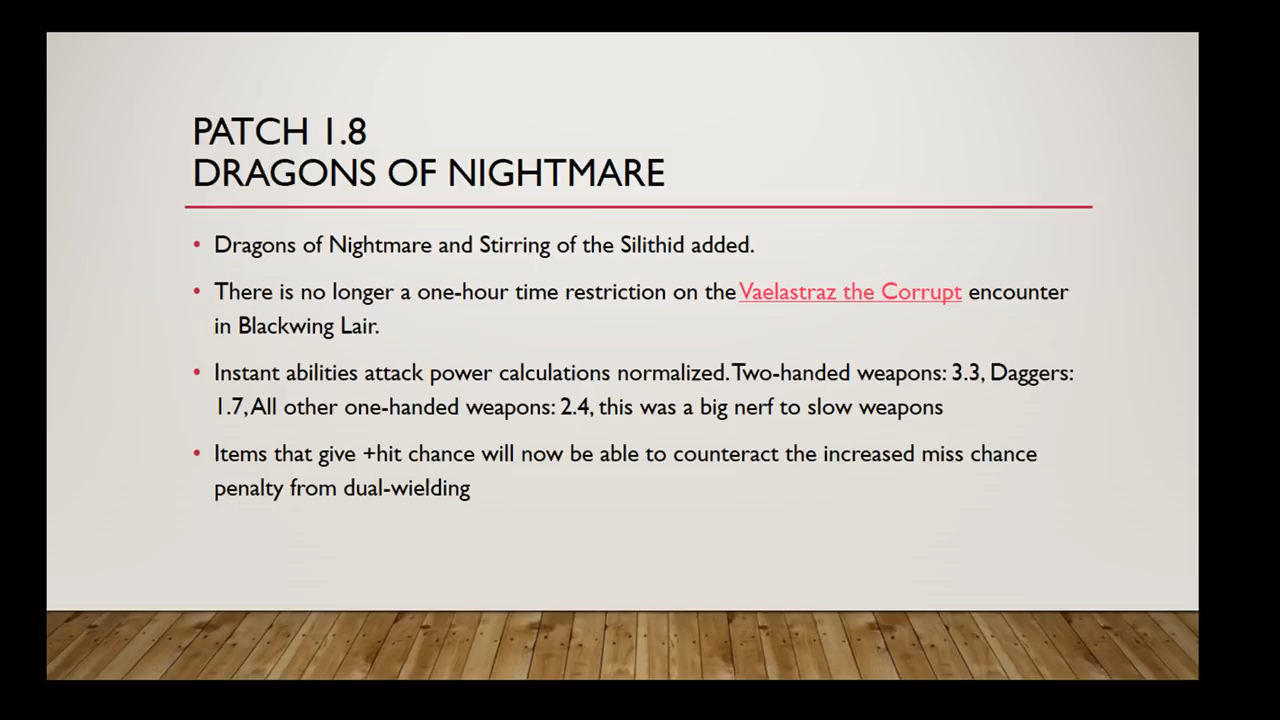 PATCH 1.8
DRAGONS OF NIGHTMARE
• Dragons of Nightmare and Stirring of the Silithid added.
• There is no longer a one-hour time restriction on the Vaelastraz the Corrupt encounter
in Blackwing Lair.
• Instant abilities attack power calculations normalized. Two-handed weapons: 3.3, Daggers:
1.7, All other one-handed weapons: 2.4, this was a big nerf to slow weapons
• Items that give +hit chance will now be able to counteract the increased miss chance
penalty from dual-wielding